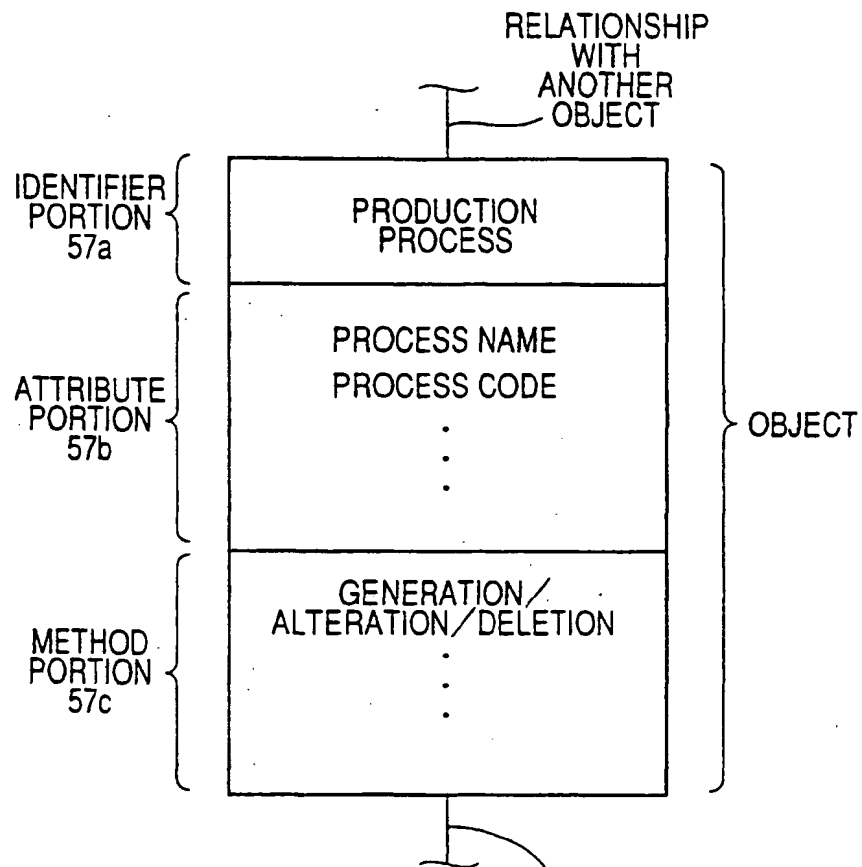 RELATIONSHIP
WITH
ANOTHER
OBJECT
IDENTIFIER
PORTION
57a
PRODUCTION
PROCESS
ATTRIBUTE
PORTION
57b
PROCESS NAME
PROCESS CODE
OBJECT
METHOD
PORTION
57c
GENERATION/
ALTERATION/DELETION